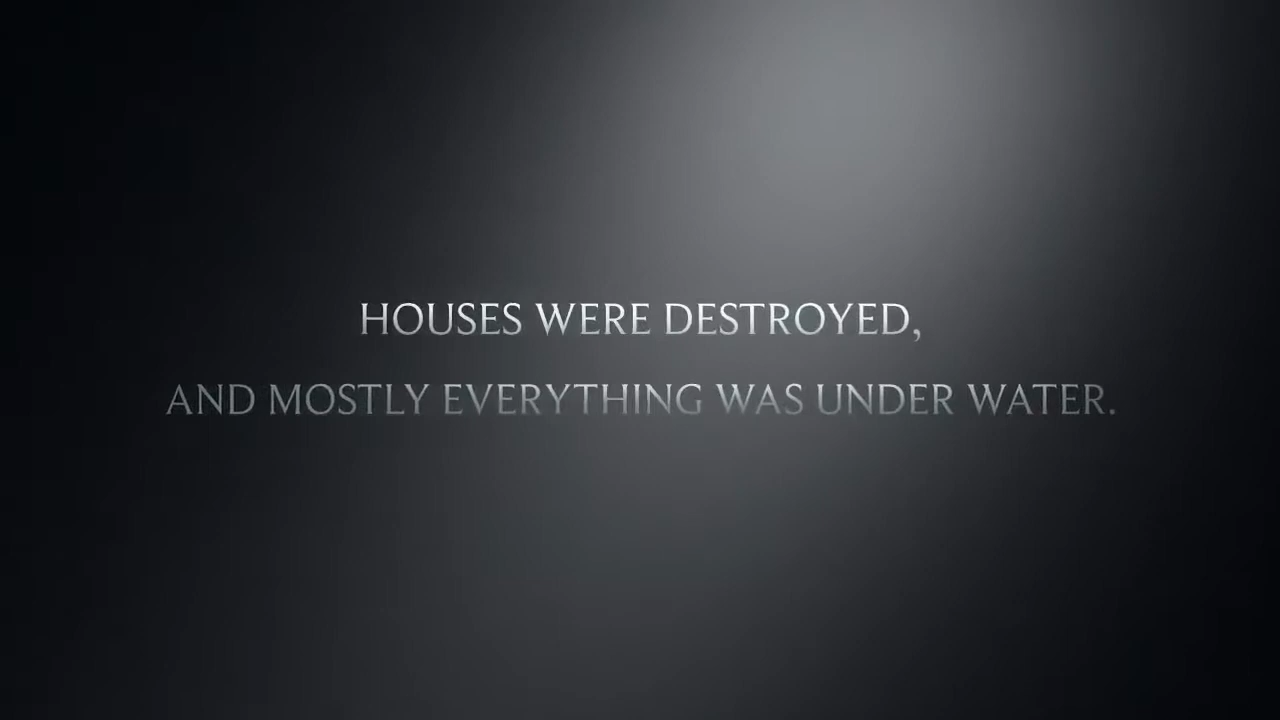 HOUSES WERE DESTROYED,
AND MOSTLY EVERYTHING WAS UNDER WATER.